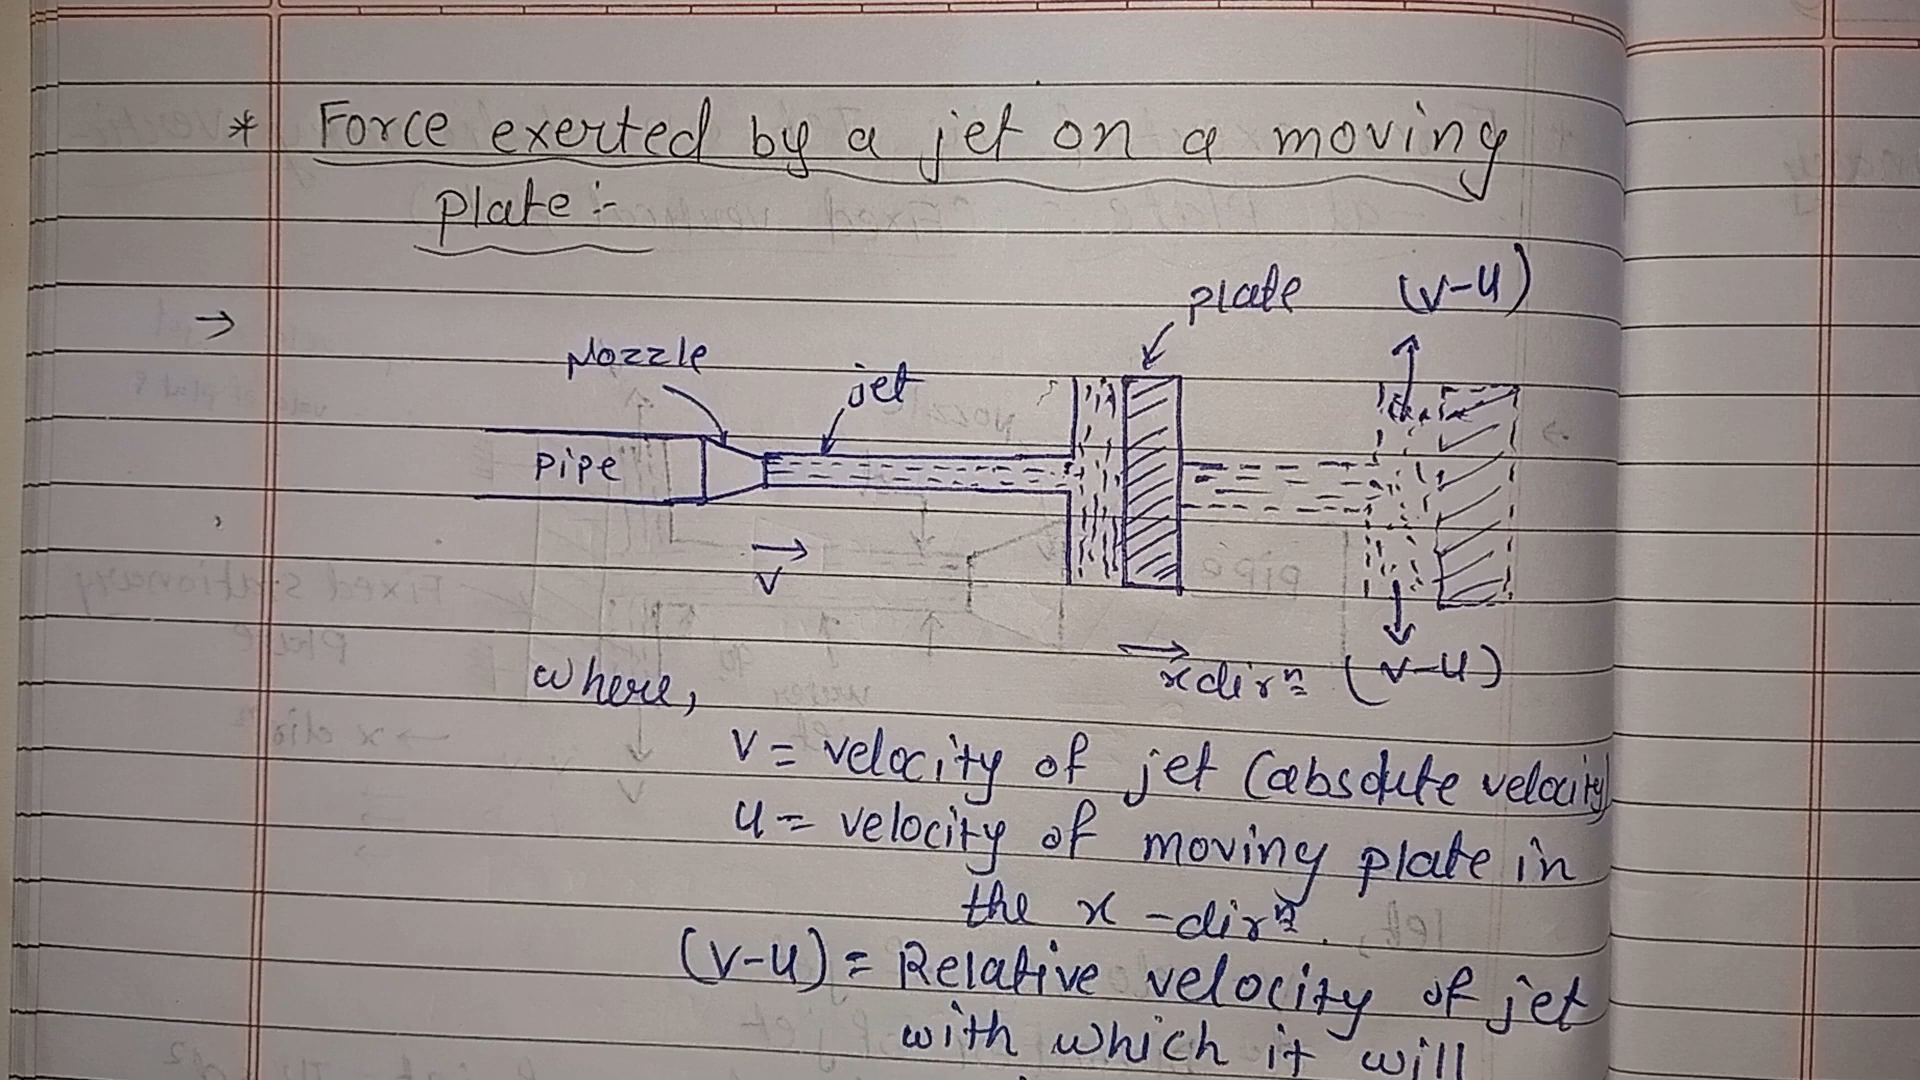 * Force exerted by a jet on a moving
plate :-
→
plate (V-U)
Nozzle
jet
pipe
V
x dirⁿ (V-U)
where,
V = velocity of jet (absolute velocity)
U = velocity of moving plate in
the x - dirⁿ.
(V-U) = Relative velocity of jet
with which it will